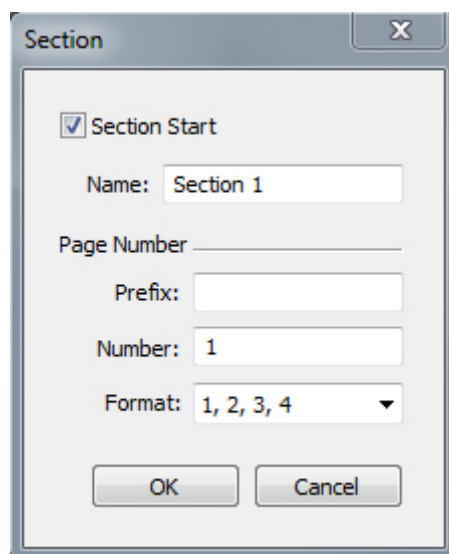 Section
Section Start
Name: Section 1
Page Number
Prefix:
Number: 1
Format: 1, 2, 3, 4
OK Cancel